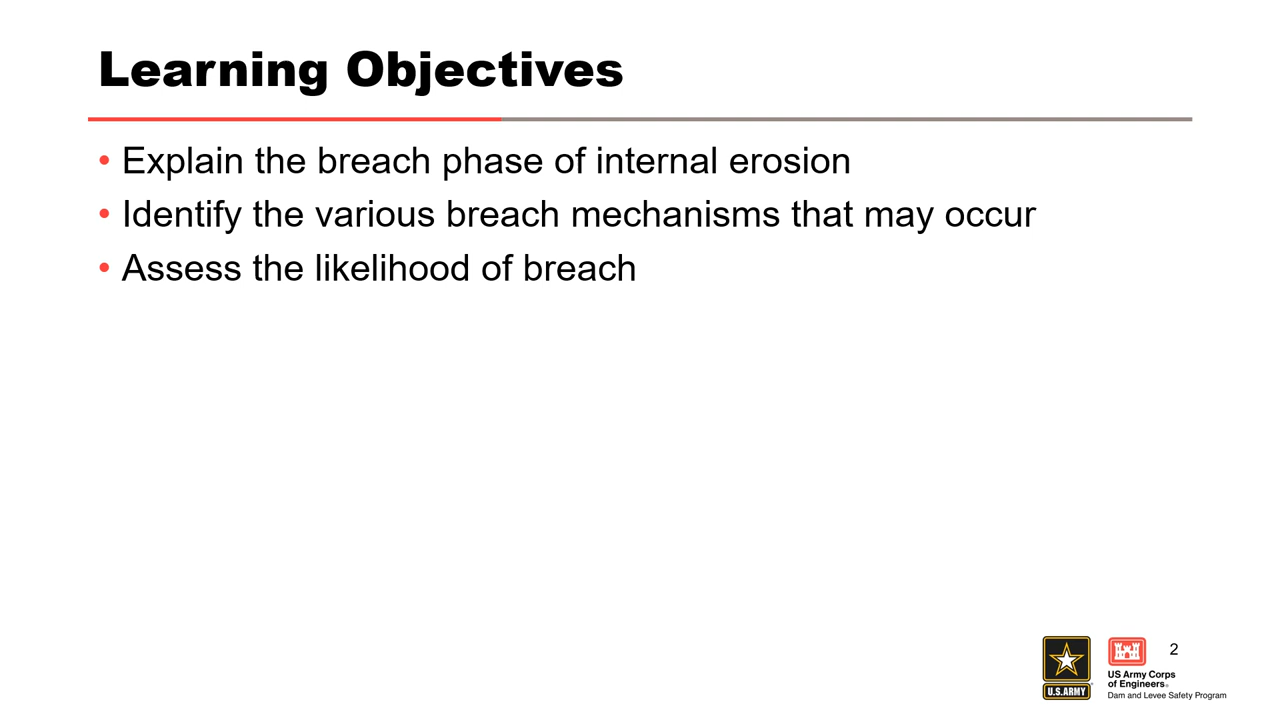 Learning Objectives
• Explain the breach phase of internal erosion
• Identify the various breach mechanisms that may occur
• Assess the likelihood of breach
2
U.S.ARMY
US Army Corps
of Engineers®
Dam and Levee Safety Program